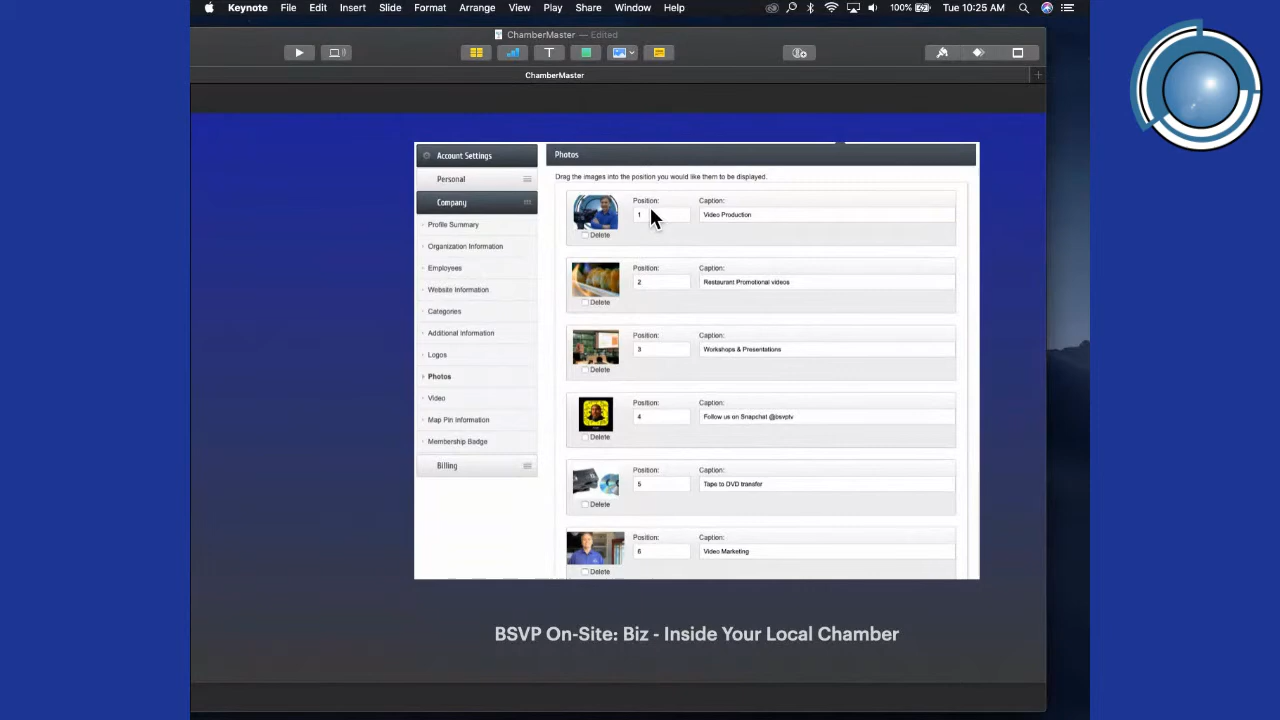 Keynote File Edit Insert Slide Format Arrange View Play Share Window Help 100% Tue 10:25 AM
ChamberMaster — Edited
ChamberMaster
Account Settings
Personal
Company
Profile Summary
Organization Information
Employees
Website Information
Categories
Additional Information
Logos
Photos
Video
Map Pin Information
Membership Badge
Billing
Photos
Drag the images into the position you would like them to be displayed.
Position: Caption:
1 Video Production
Delete
Position: Caption:
2 Restaurant Promotional videos
Delete
Position: Caption:
3 Workshops & Presentations
Delete
Position: Caption:
4 Follow us on Snapchat @bsvptv
Delete
Position: Caption:
5 Tape to DVD transfer
Delete
Position: Caption:
6 Video Marketing
Delete
BSVP On-Site: Biz - Inside Your Local Chamber